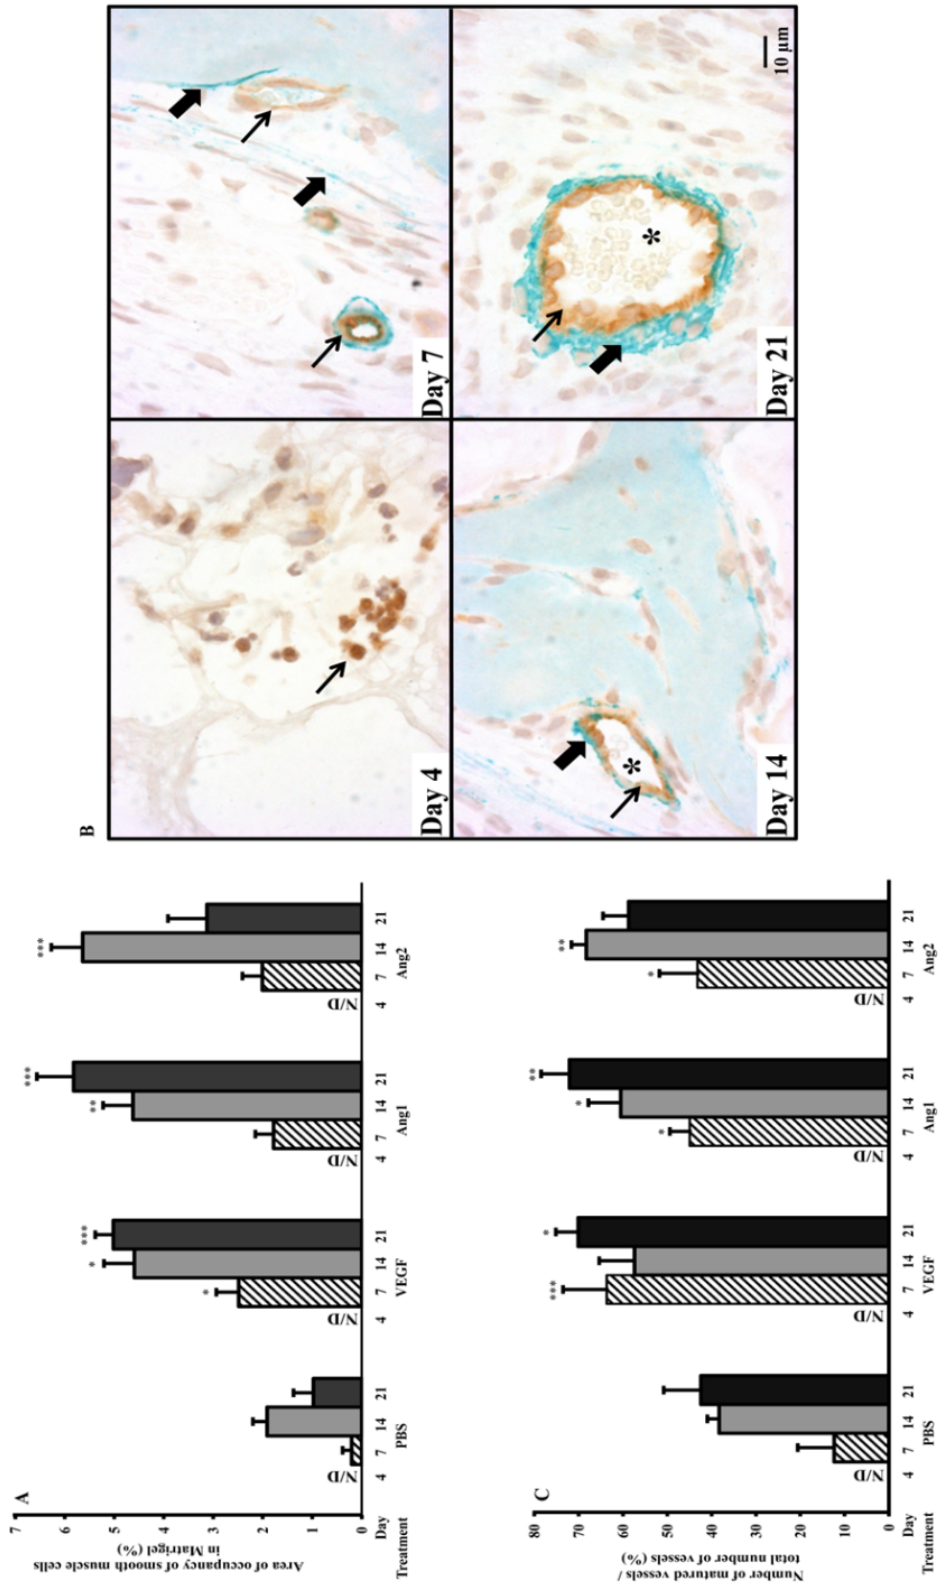 A
Area of occupancy of smooth muscle cells
in Matrigel (%)
7
6
5
4
3
2
1
0
N/D
N/D
N/D
N/D
***
*
*
***
**
***
***
Day 4 7 14 21 4 7 14 21 4 7 14 21 4 7 14 21
Treatment PBS VEGF Ang1 Ang2
B
Day 4
Day 7
Day 14
*
Day 21
*
10 µm
C
Number of matured vessels /
total number of vessels (%)
80
70
60
50
40
30
20
10
0
N/D
N/D
N/D
N/D
***
*
*
*
**
*
**
Day 4 7 14 21 4 7 14 21 4 7 14 21 4 7 14 21
Treatment PBS VEGF Ang1 Ang2